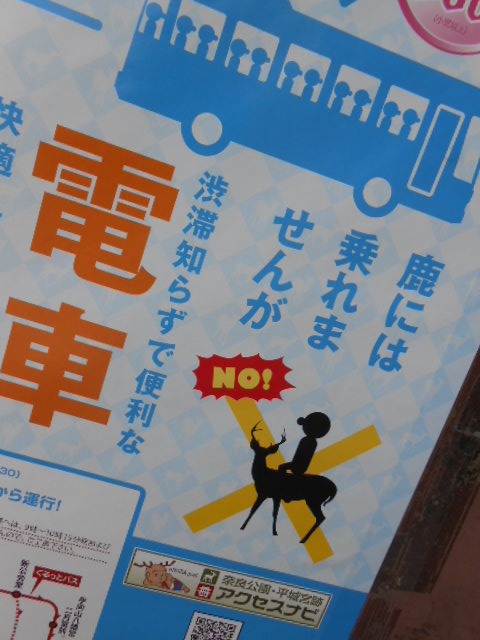 鹿には
乗れま
せんが
渋滞知らずで便利な
電車
快適
NO!
から運行!
ぐるっとバス
奈良公園・平城宮跡
アクセスナビ